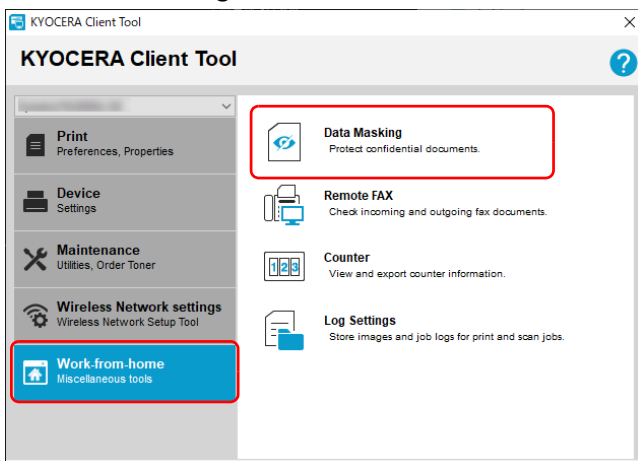 KYOCERA Client Tool
KYOCERA Client Tool
?
Print
Preferences, Properties
Device
Settings
Maintenance
Utilities, Order Toner
Wireless Network settings
Wireless Network Setup Tool
Work-from-home
Miscellaneous tools
Data Masking
Protect confidential documents.
Remote FAX
Check incoming and outgoing fax documents.
123
Counter
View and export counter information.
Log Settings
Store images and job logs for print and scan jobs.